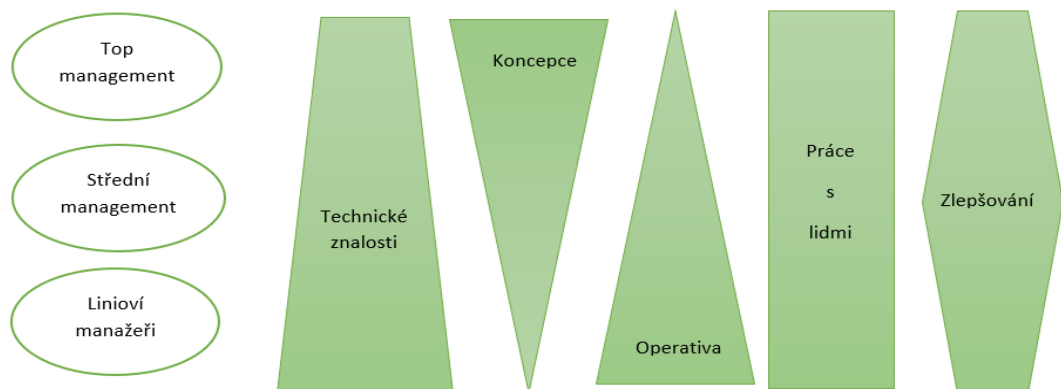 Top
management
Střední
management
Linioví
manažeři
Technické
znalosti
Koncepce
Operativa
Práce
s
lidmi
Zlepšování